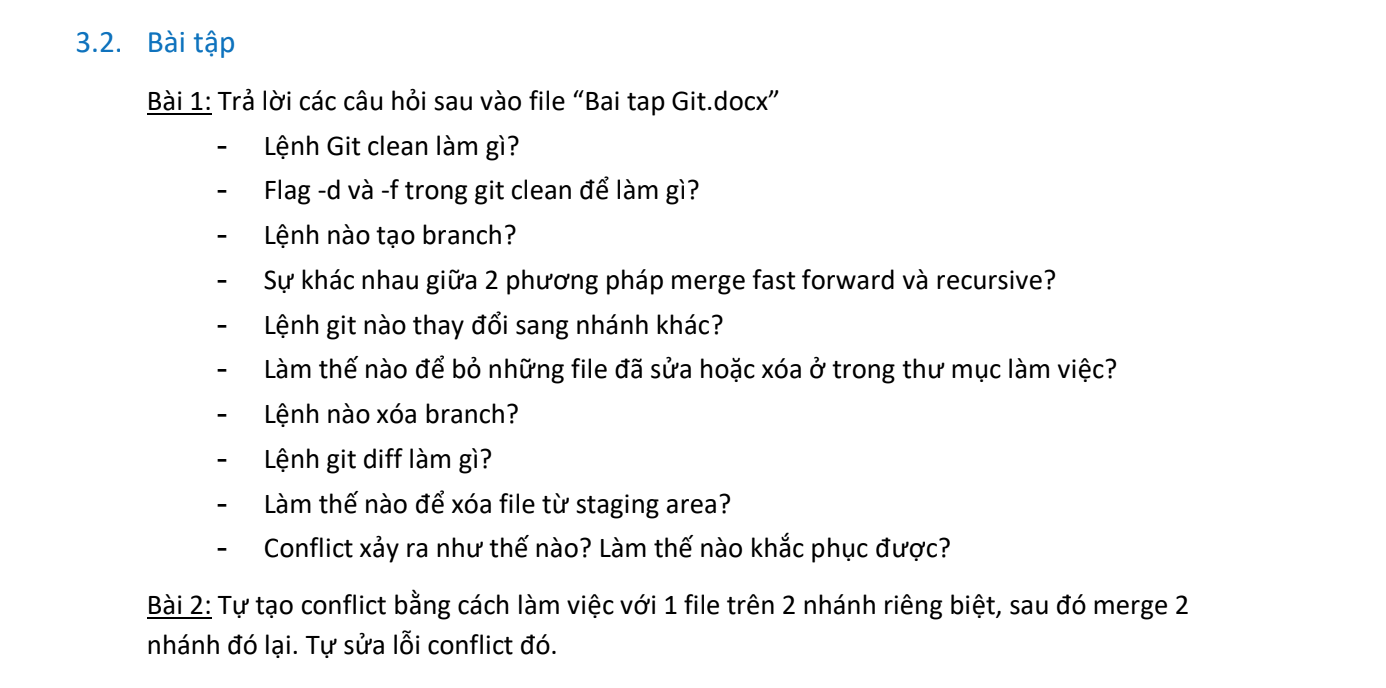 3.2. Bài tập
Bài 1: Trả lời các câu hỏi sau vào file “Bai tap Git.docx”
- Lệnh Git clean làm gì?
- Flag -d và -f trong git clean để làm gì?
- Lệnh nào tạo branch?
- Sự khác nhau giữa 2 phương pháp merge fast forward và recursive?
- Lệnh git nào thay đổi sang nhánh khác?
- Làm thế nào để bỏ những file đã sửa hoặc xóa ở trong thư mục làm việc?
- Lệnh nào xóa branch?
- Lệnh git diff làm gì?
- Làm thế nào để xóa file từ staging area?
- Conflict xảy ra như thế nào? Làm thế nào khắc phục được?
Bài 2: Tự tạo conflict bằng cách làm việc với 1 file trên 2 nhánh riêng biệt, sau đó merge 2
nhánh đó lại. Tự sửa lỗi conflict đó.